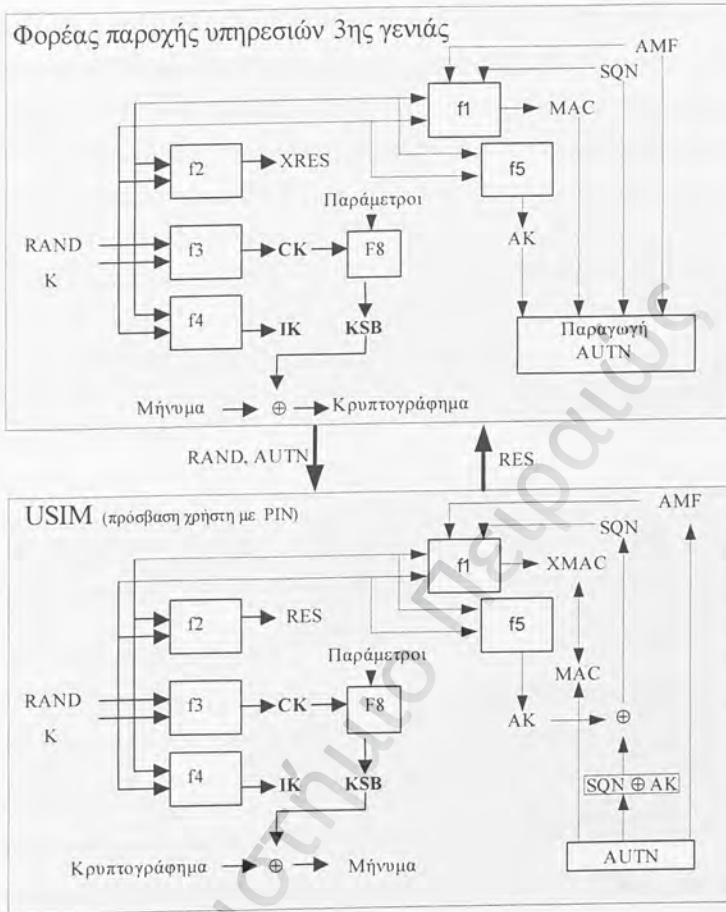 Φορέας παροχής υπηρεσιών 3ης γενιάς
AMF
SQN
f1
MAC
f2
XRES
f5
Παράμετροι
AK
RAND
K
f3
CK
F8
f4
IK
KSB
Παραγωγή
AUTN
Μήνυμα
⊕
Κρυπτογράφημα
RAND, AUTN
RES
USIM (πρόσβαση χρήστη με PIN)
AMF
SQN
f1
XMAC
f2
RES
f5
Παράμετροι
MAC
RAND
K
f3
CK
F8
AK
⊕
f4
IK
KSB
SQN ⊕ AK
AUTN
Κρυπτογράφημα
⊕
Μήνυμα
Πειραιώς